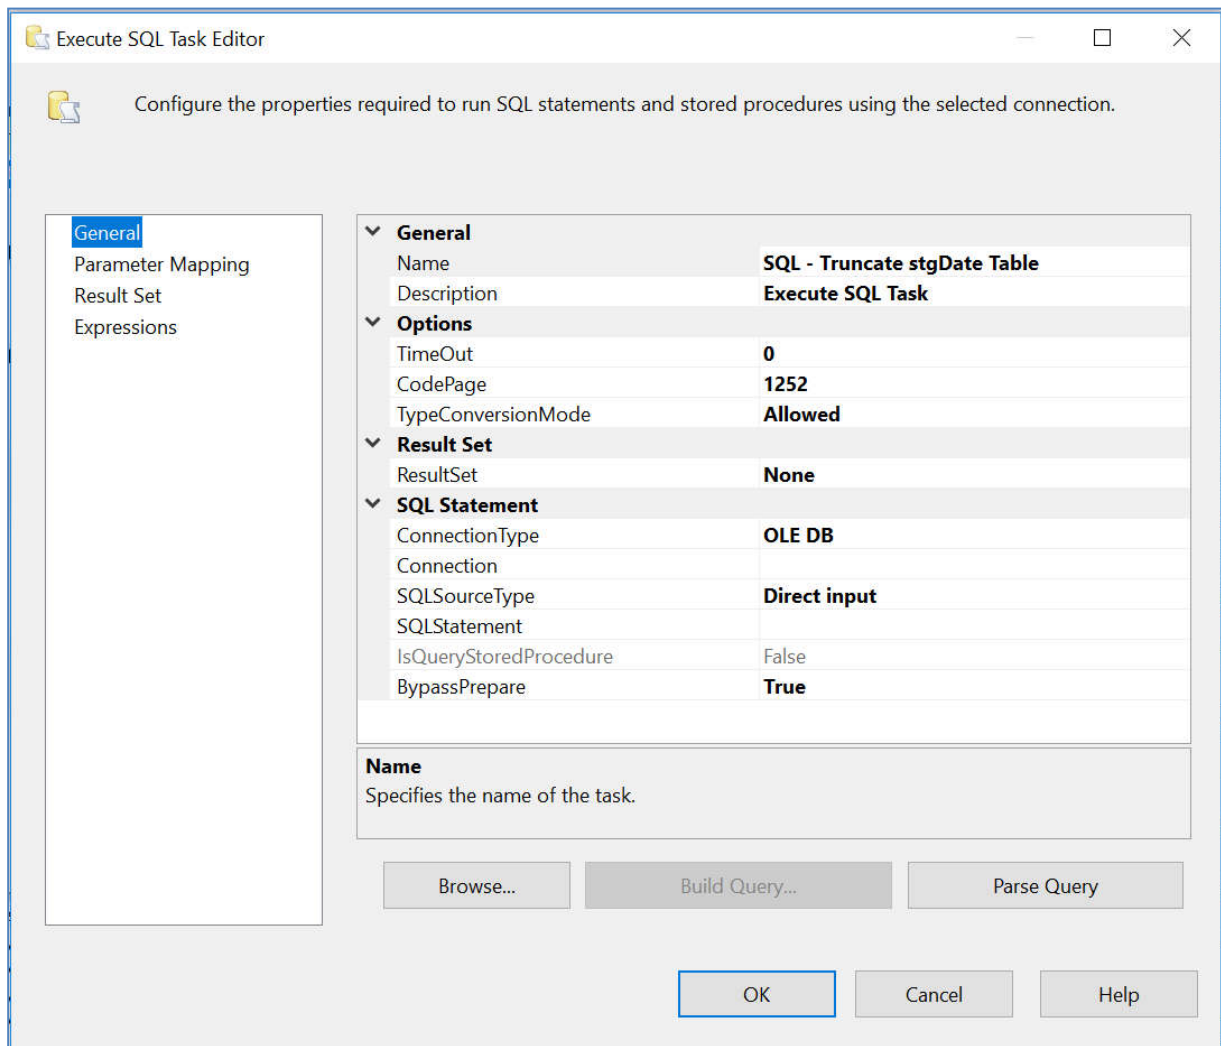 Execute SQL Task Editor
Configure the properties required to run SQL statements and stored procedures using the selected connection.
General
Parameter Mapping
Result Set
Expressions
General
Name SQL - Truncate stgDate Table
Description Execute SQL Task
Options
TimeOut 0
CodePage 1252
TypeConversionMode Allowed
Result Set
ResultSet None
SQL Statement
ConnectionType OLE DB
Connection
SQLSourceType Direct input
SQLStatement
IsQueryStoredProcedure False
BypassPrepare True
Name
Specifies the name of the task.
Browse... Build Query... Parse Query
OK Cancel Help